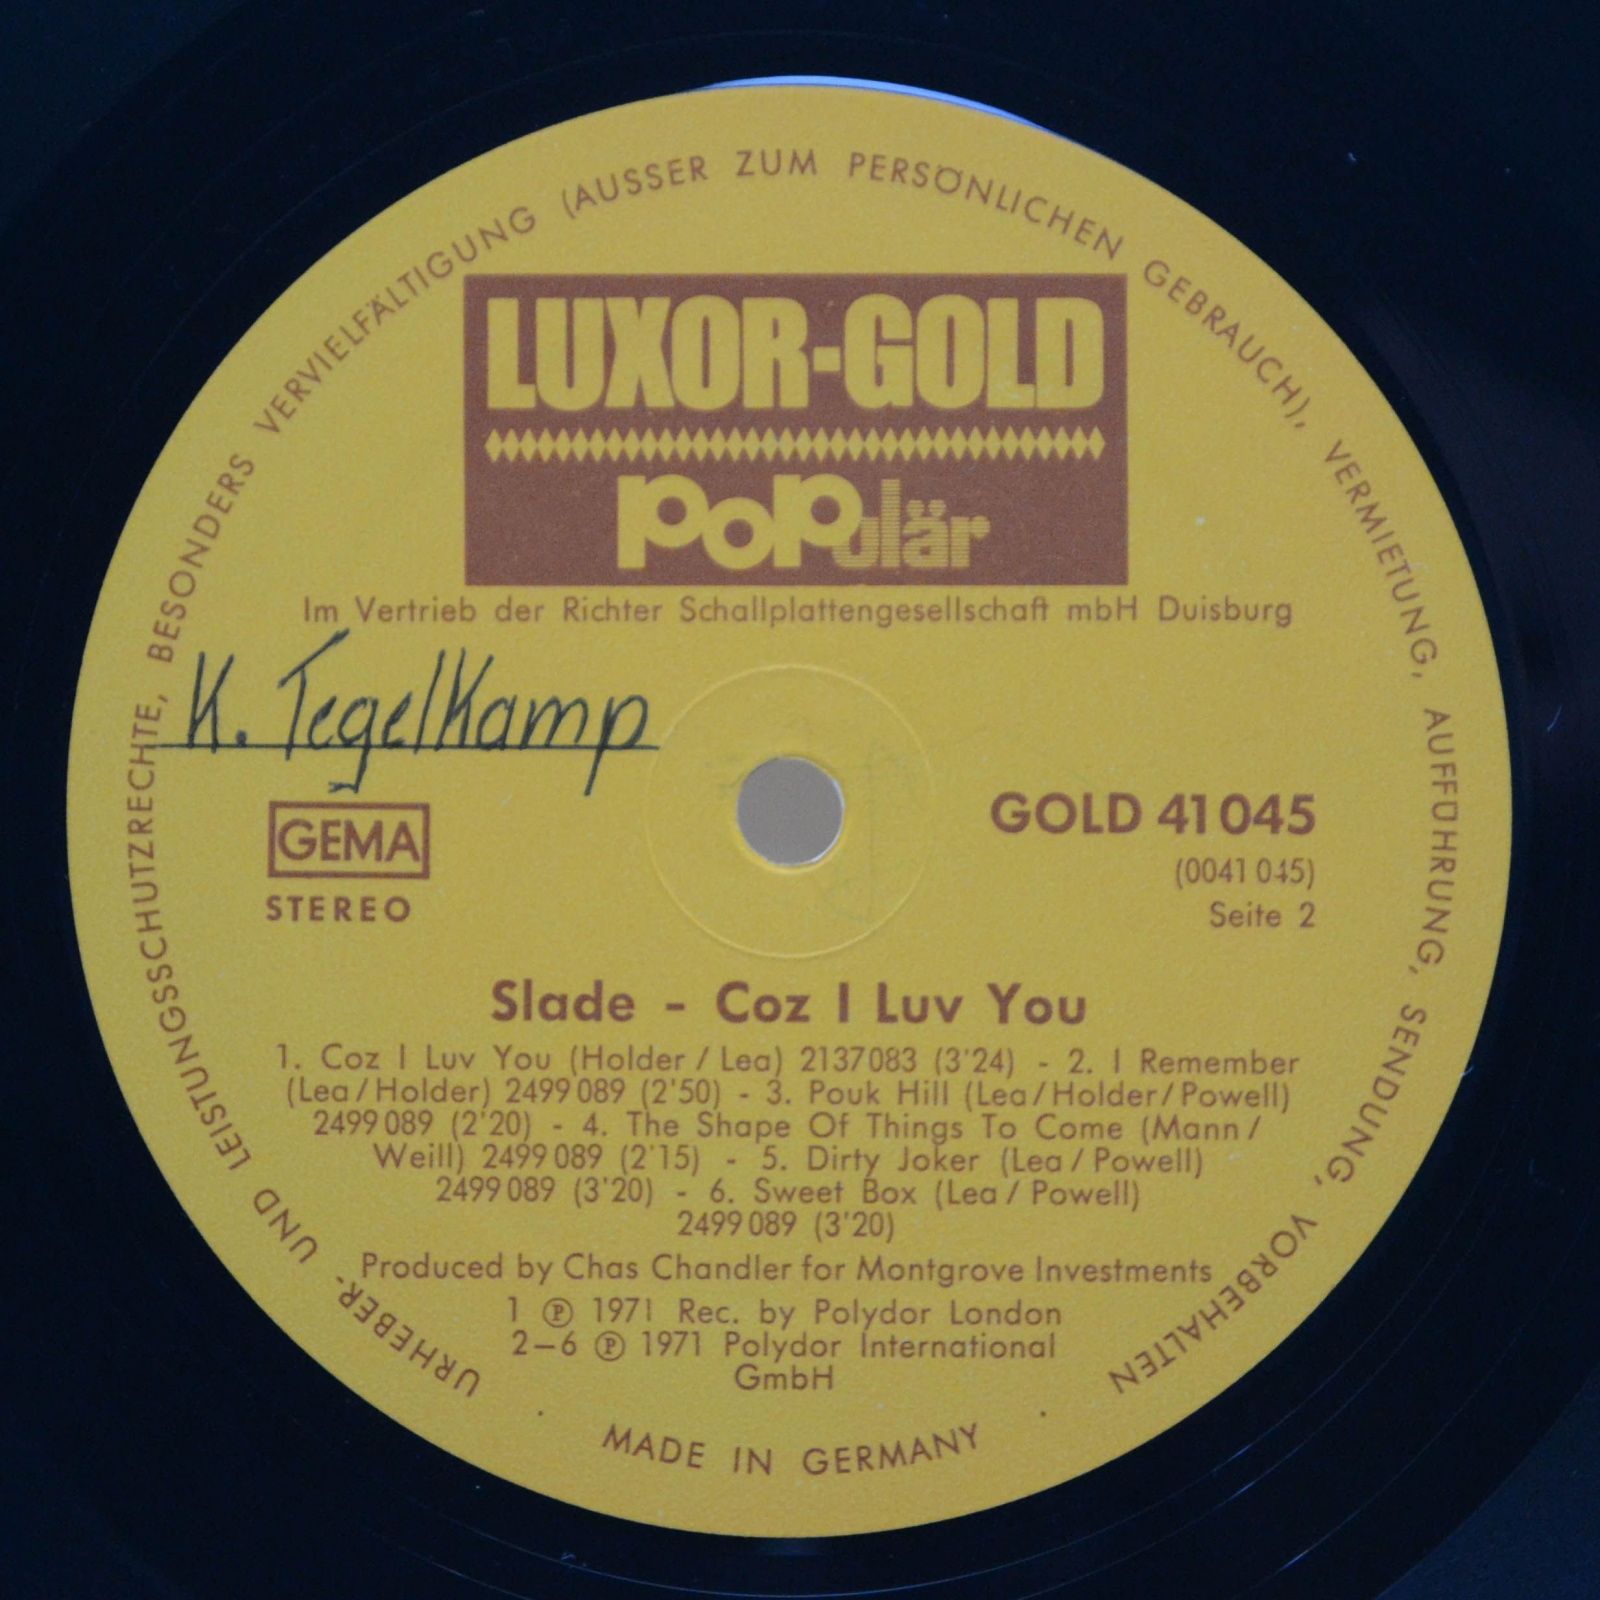 URHEBER- UND LEISTUNGSSCHUTZRECHTE, BESONDERS VERVIELFÄLTIGUNG (AUSSER ZUM PERSÖNLICHEN GEBRAUCH), VERMIETUNG, AUFFÜHRUNG, SENDUNG, VORBEHALTEN
LUXOR-GOLD
POPulär
Im Vertrieb der Richter Schallplattengesellschaft mbH Duisburg
K. Tegelkamp
GEMA
STEREO
GOLD 41 045
(0041 045)
Seite 2
Slade - Coz I Luv You
1. Coz I Luv You (Holder / Lea) 2137083 (3'24) - 2. I Remember
(Lea / Holder) 2499 089 (2'50) - 3. Pouk Hill (Lea / Holder / Powell)
2499 089 (2'20) - 4. The Shape Of Things To Come (Mann /
Weill) 2499 089 (2'15) - 5. Dirty Joker (Lea / Powell)
2499 089 (3'20) - 6. Sweet Box (Lea / Powell)
2499 089 (3'20)
Produced by Chas Chandler for Montgrove Investments
1 ℗ 1971 Rec. by Polydor London
2–6 ℗ 1971 Polydor International
GmbH
· MADE IN GERMANY ·